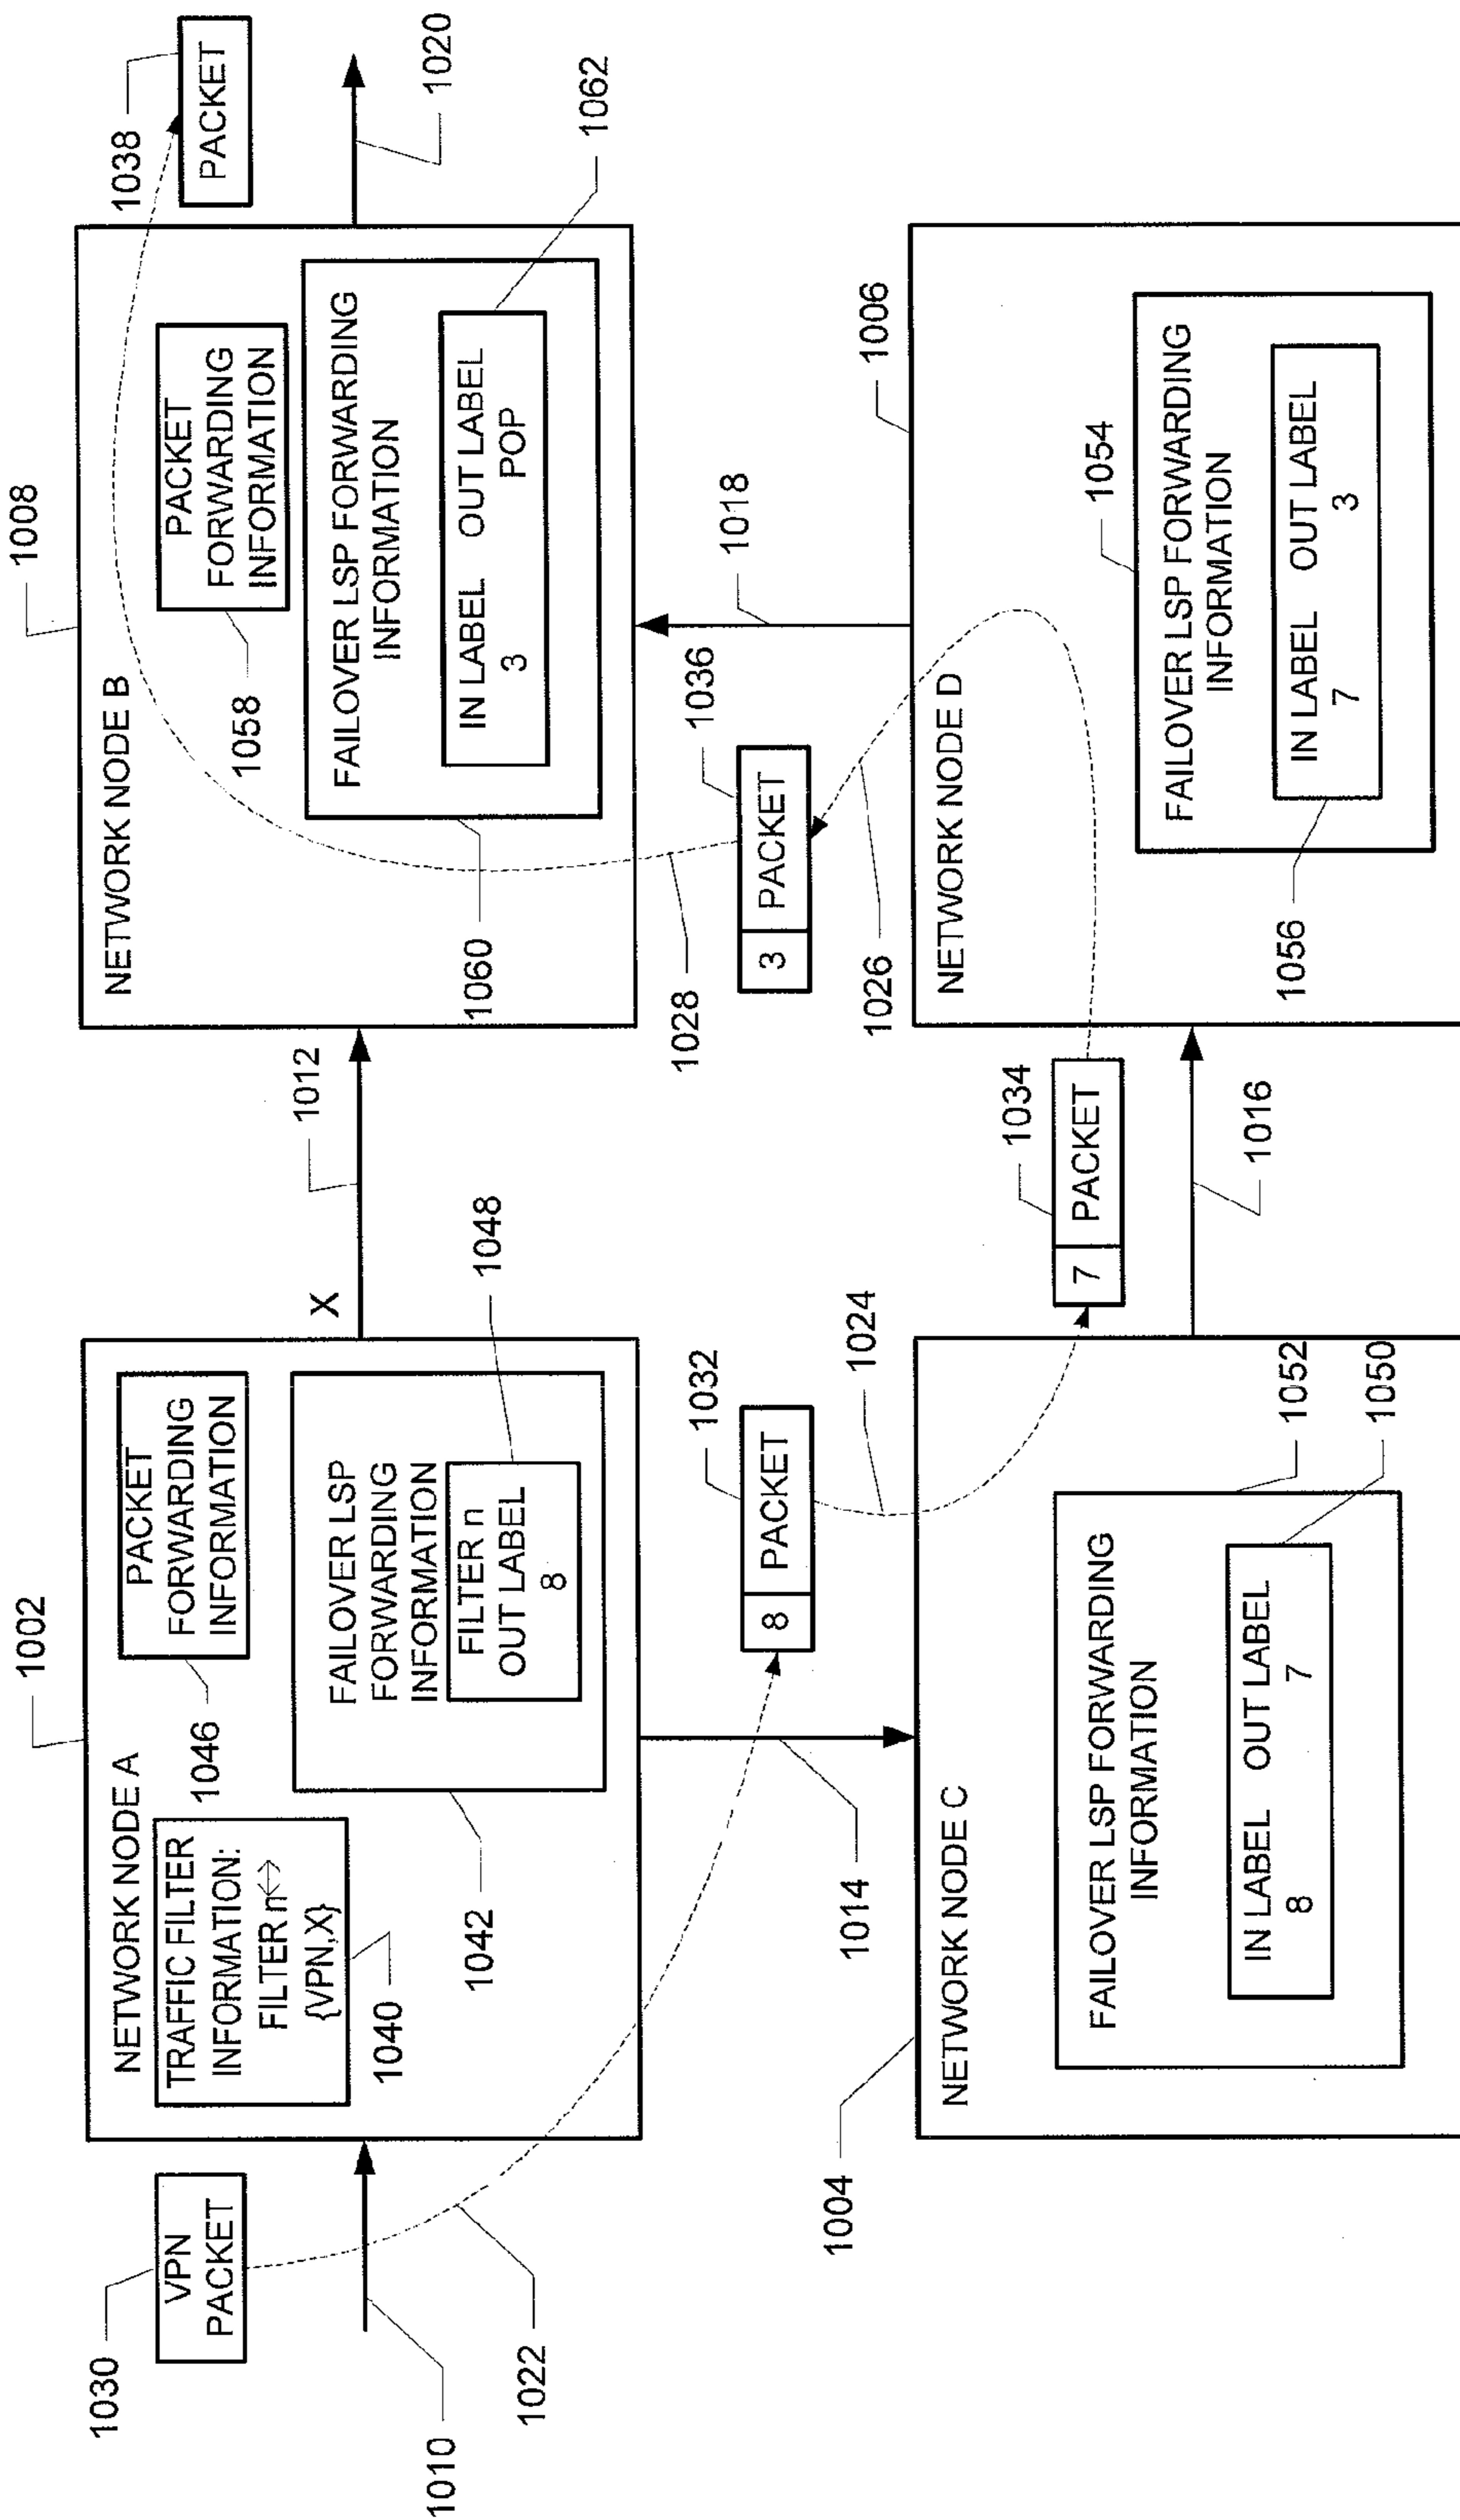 1030
VPN
PACKET
1010
1022
1002
NETWORK NODE A
TRAFFIC FILTER
INFORMATION:
FILTER n⇔
{VPN,X}
1040
1046
PACKET
FORWARDING
INFORMATION
FAILOVER LSP
FORWARDING
INFORMATION
FILTER n
OUT LABEL
8
1042
1048
X
1012
1008
NETWORK NODE B
PACKET
FORWARDING
INFORMATION
1058
FAILOVER LSP FORWARDING
INFORMATION
IN LABEL OUT LABEL
3 POP
1060
1062
1038
PACKET
1020
1014
8 PACKET
1032
1024
1028
3 PACKET
1036
1026
1018
1004
NETWORK NODE C
FAILOVER LSP FORWARDING
INFORMATION
IN LABEL OUT LABEL
8 7
1052
1050
1034
7 PACKET
1016
1006
NETWORK NODE D
1054
FAILOVER LSP FORWARDING
INFORMATION
IN LABEL OUT LABEL
7 3
1056